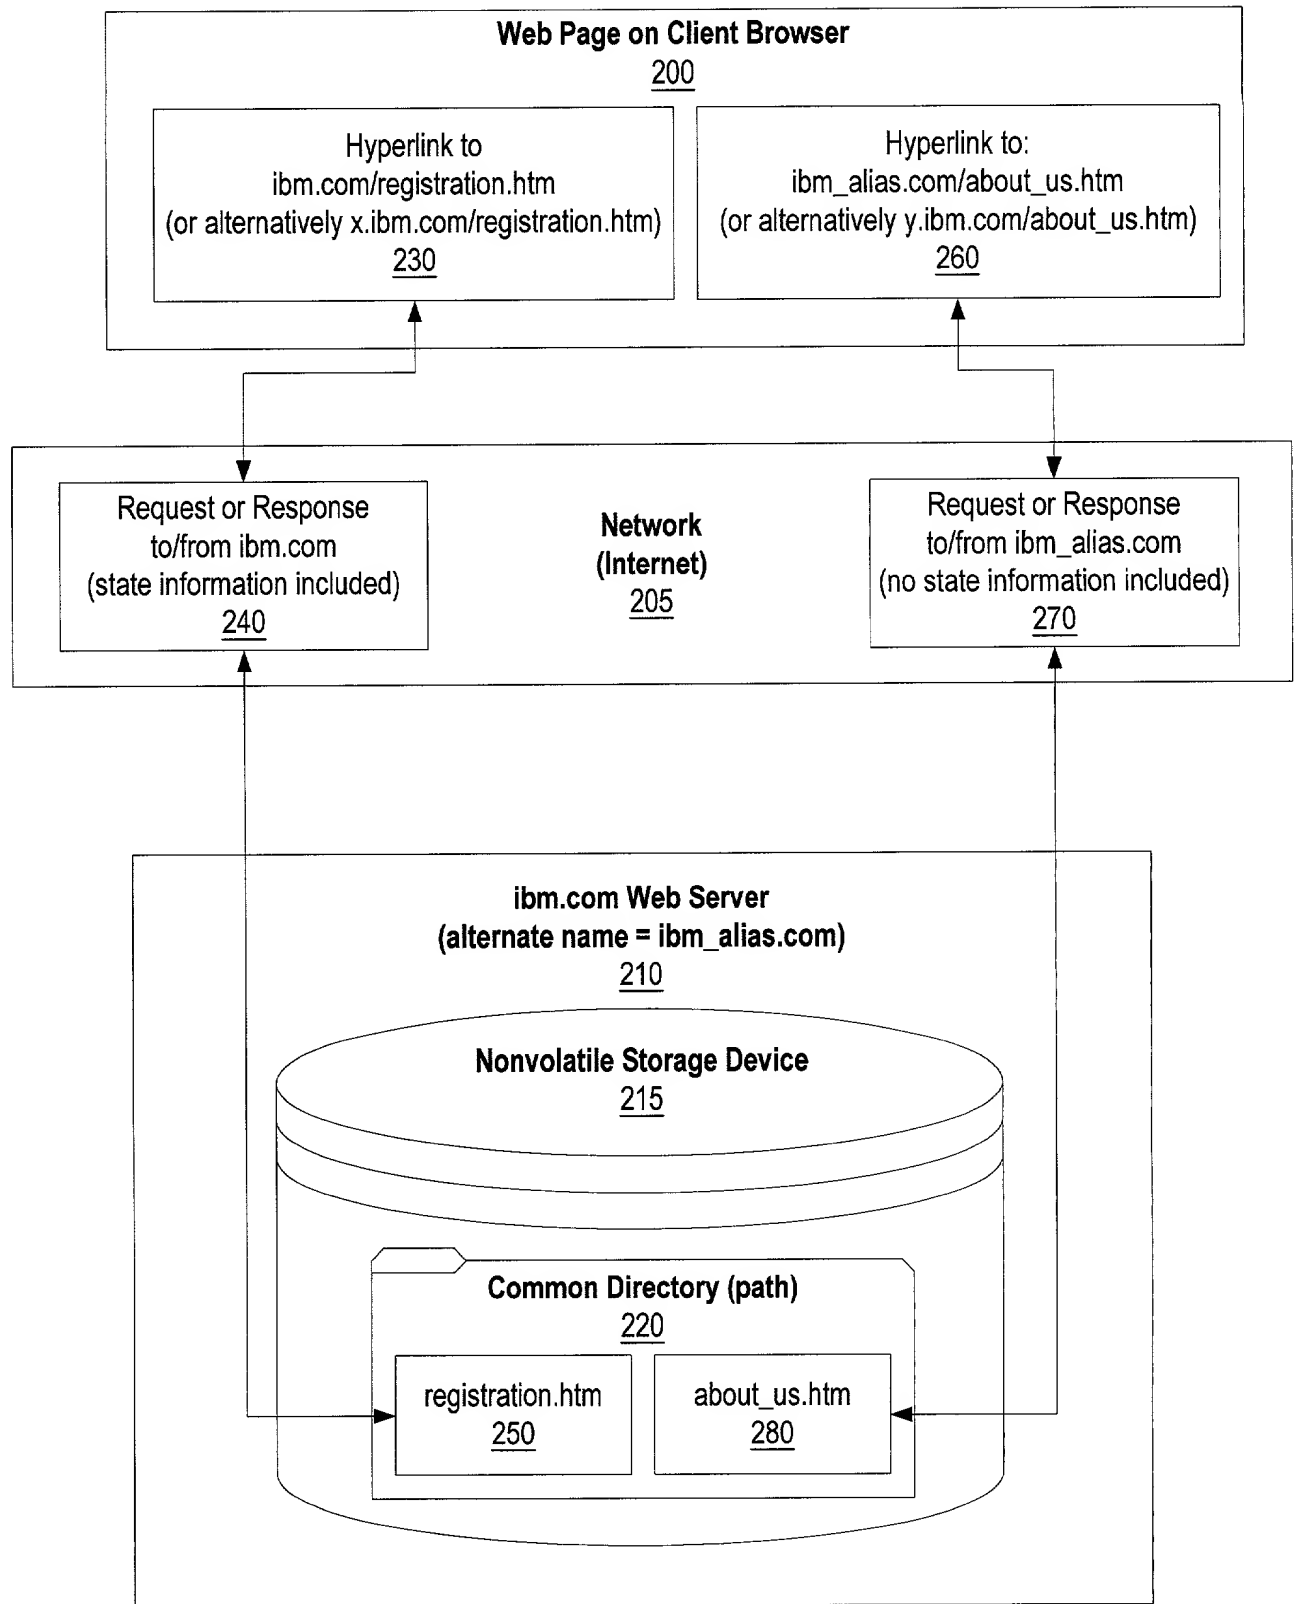 Web Page on Client Browser
200
Hyperlink to
ibm.com/registration.htm
(or alternatively x.ibm.com/registration.htm)
230
Hyperlink to:
ibm_alias.com/about_us.htm
(or alternatively y.ibm.com/about_us.htm)
260
Request or Response
to/from ibm.com
(state information included)
240
Network
(Internet)
205
Request or Response
to/from ibm_alias.com
(no state information included)
270
ibm.com Web Server
(alternate name = ibm_alias.com)
210
Nonvolatile Storage Device
215
Common Directory (path)
220
registration.htm
250
about_us.htm
280